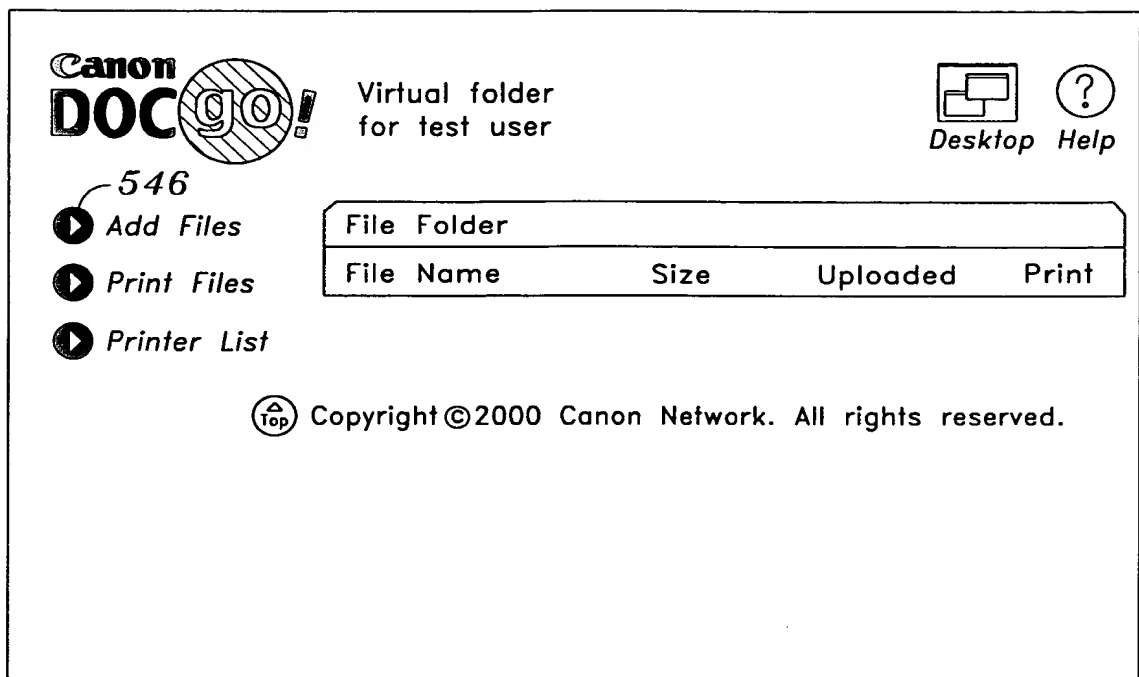 Canon
DOC go!
Virtual folder
for test user
Desktop Help
546
Add Files
Print Files
Printer List
File Folder
File Name Size Uploaded Print
Top Copyright©2000 Canon Network. All rights reserved.